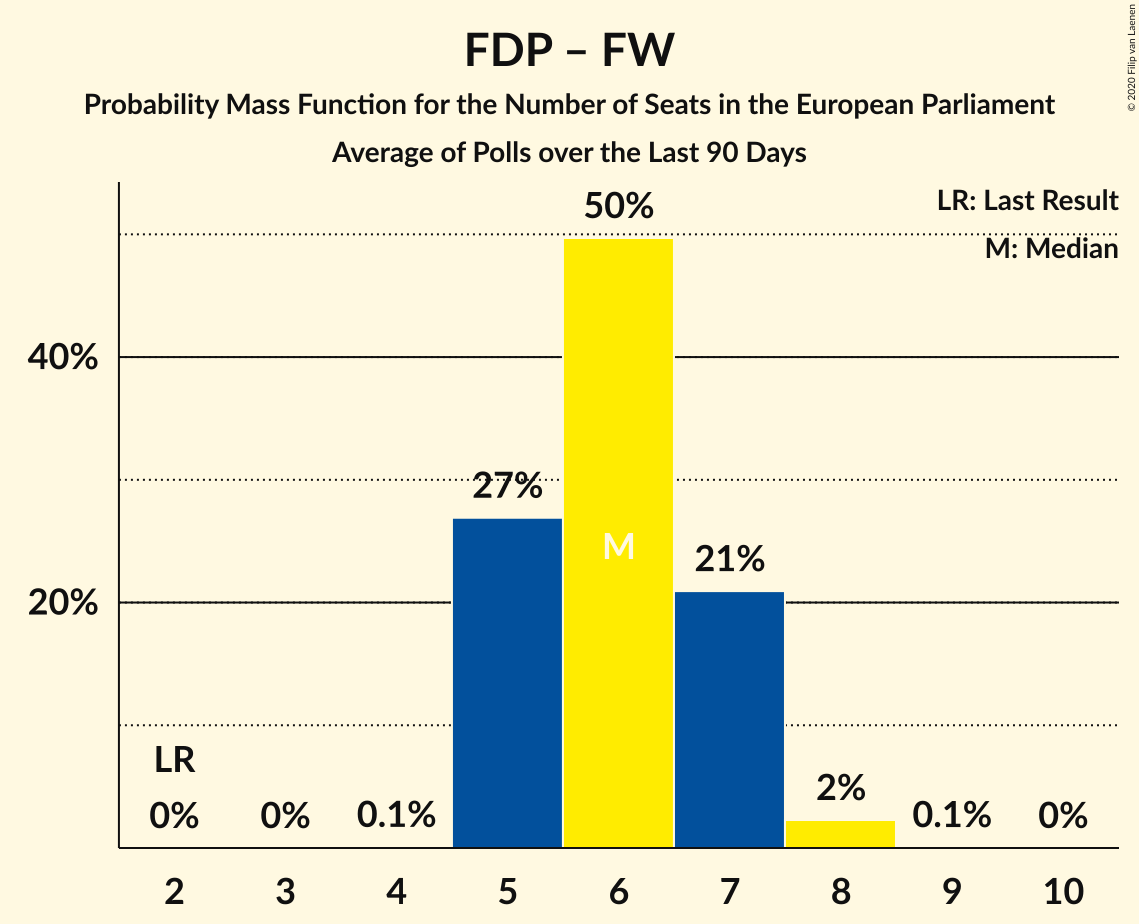 FDP – FW
Probability Mass Function for the Number of Seats in the European Parliament
Average of Polls over the Last 90 Days
© 2020 Filip van Laenen
LR: Last Result
M: Median
50%
40%
27%
M
21%
20%
LR
2%
0% 0% 0.1% 0.1% 0%
2 3 4 5 6 7 8 9 10